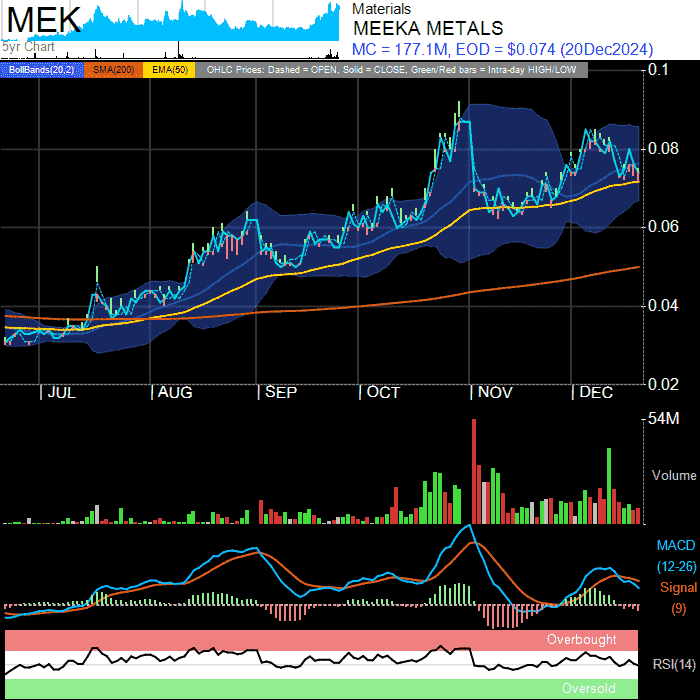 MEK
5yr Chart
Materials
MEEKA METALS
MC = 177.1M, EOD = $0.074 (20Dec2024)
BollBands(20,2) SMA(200) EMA(50) OHLC Prices: Dashed = OPEN, Solid = CLOSE, Green/Red bars = Intra-day HIGH/LOW
0.1
0.08
0.06
0.04
0.02
| JUL | AUG | SEP | OCT | NOV | DEC
54M
Volume
MACD
(12-26)
Signal
(9)
Overbought
RSI(14)
Oversold